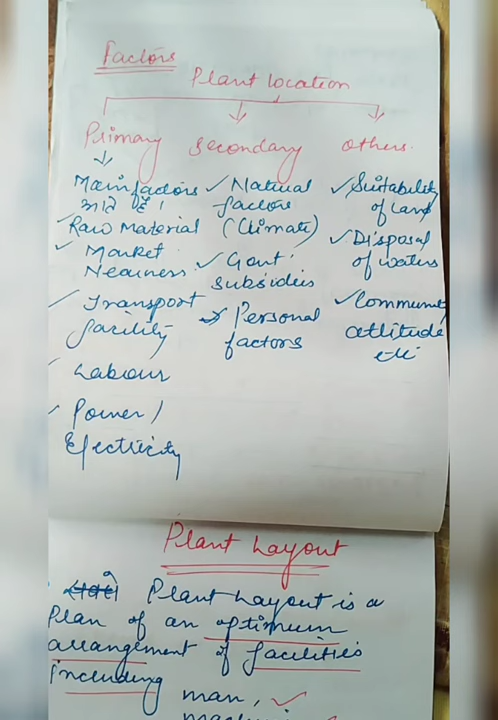 Factors
Plant location
Primary
Secondary
others.
Main factors
आते हैं।
Raw Material
Market
Nearness
Transport
facility
Labour
Power /
Electricity
Natural
factors
(Climate)
Govt.
subsidies
Personal
factors
Suitability
of land
Disposal
of waters
Community
attitude
etc
Plant Layout
Plant Layout is a
Plan of an optimum
arrangement of facilities
including man,